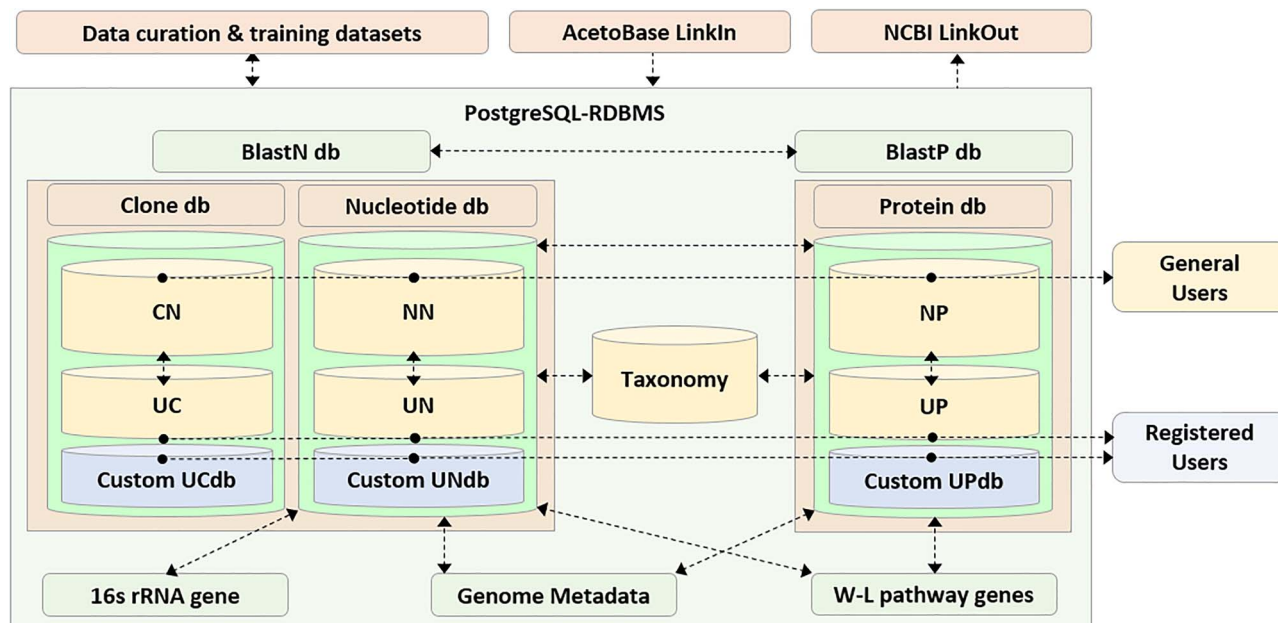 Data curation & training datasets
AcetoBase LinkIn
NCBI LinkOut
PostgreSQL-RDBMS
BlastN db
BlastP db
Clone db
Nucleotide db
Protein db
CN
NN
NP
General
Users
Taxonomy
UC
UN
UP
Registered
Users
Custom UCdb
Custom UNdb
Custom UPdb
16s rRNA gene
Genome Metadata
W-L pathway genes